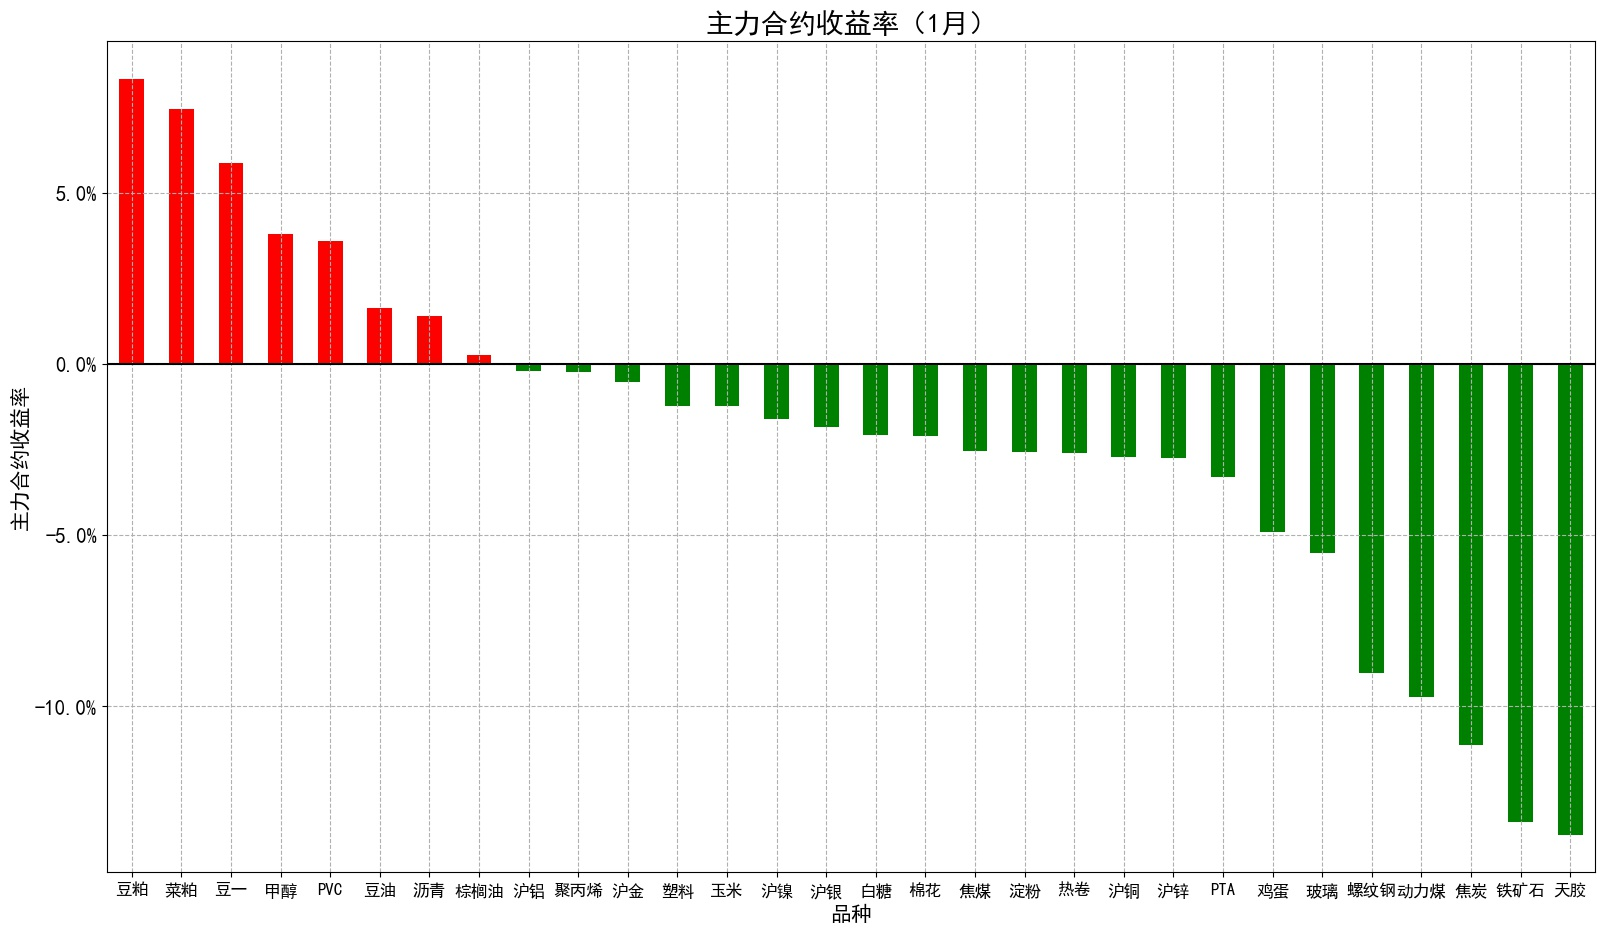 主力合约收益率（1月）
主力合约收益率
5.0%
0.0%
−5.0%
−10.0%
豆粕 菜粕 豆一 甲醇 PVC 豆油 沥青 棕榈油 沪铝 聚丙烯 沪金 塑料 玉米 沪镍 沪银 白糖 棉花 焦煤 淀粉 热卷 沪铜 沪锌 PTA 鸡蛋 玻璃 螺纹钢 动力煤 焦炭 铁矿石 天胶
品种